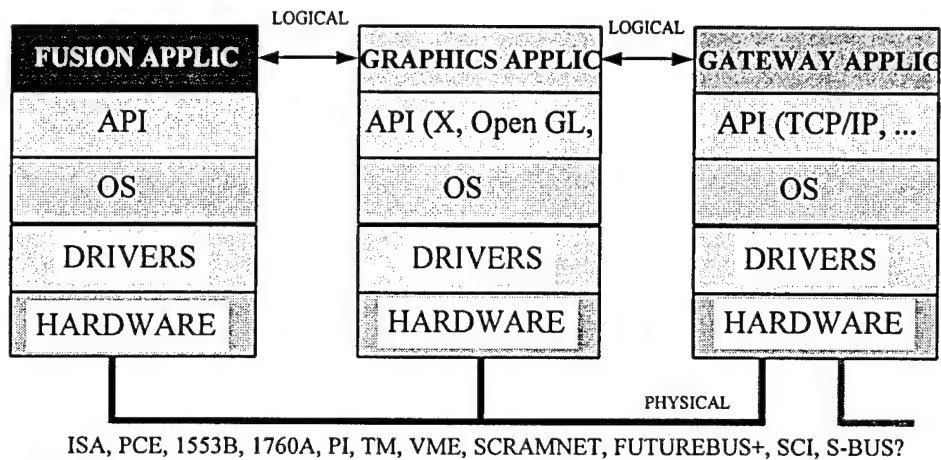 LOGICAL
LOGICAL
FUSION APPLIC
GRAPHICS APPLIC
GATEWAY APPLIC
API
API (X, Open GL,
API (TCP/IP, ...
OS
OS
OS
DRIVERS
DRIVERS
DRIVERS
HARDWARE
HARDWARE
HARDWARE
PHYSICAL
ISA, PCE, 1553B, 1760A, PI, TM, VME, SCRAMNET, FUTUREBUS+, SCI, S-BUS?